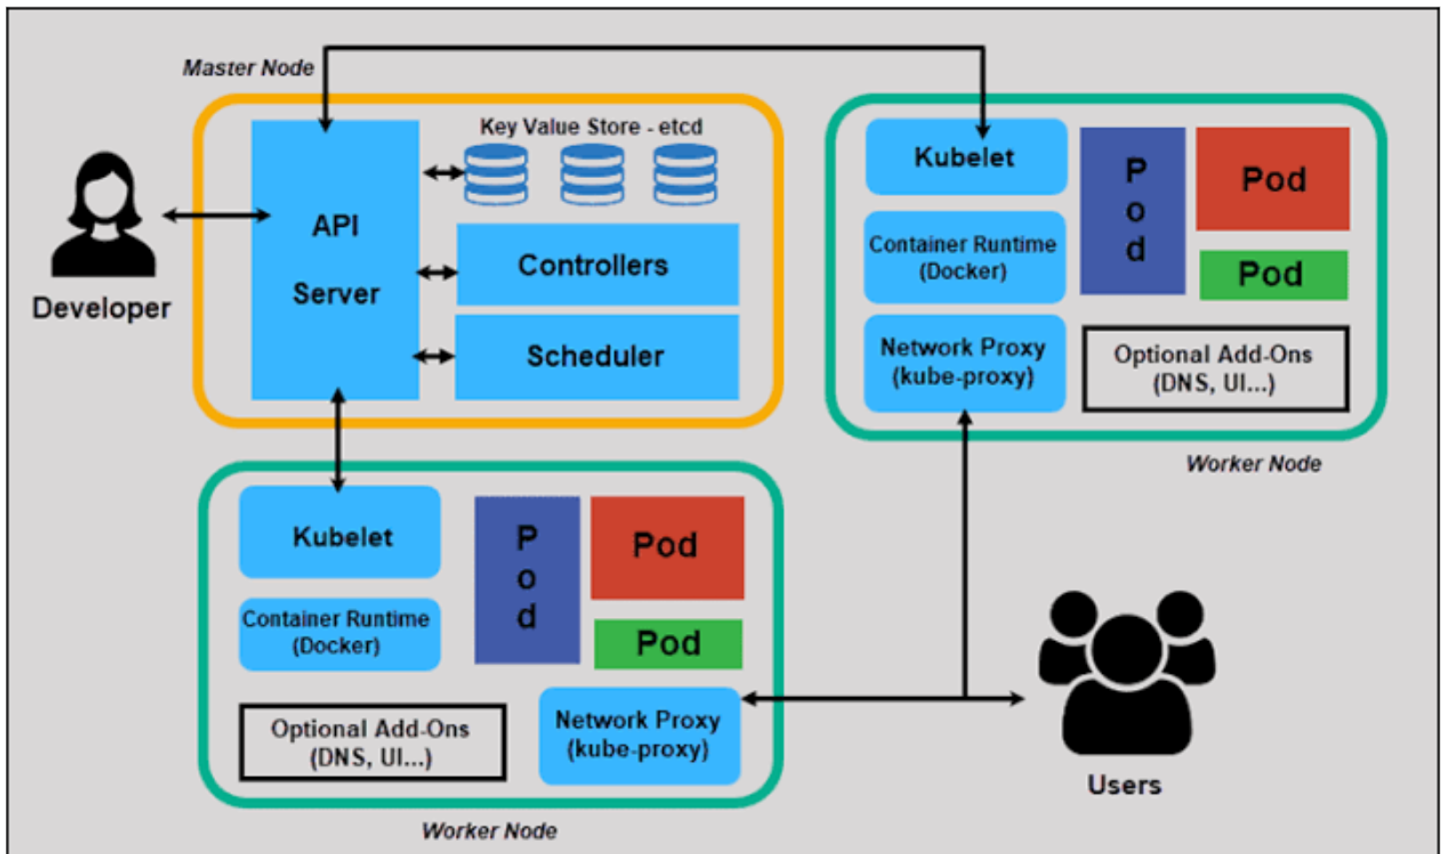 Master Node
Key Value Store - etcd
API
Server
Controllers
Scheduler
Developer
Kubelet
Container Runtime
(Docker)
Network Proxy
(kube-proxy)
P
o
d
Pod
Pod
Optional Add-Ons
(DNS, UI...)
Worker Node
Kubelet
Container Runtime
(Docker)
P
o
d
Pod
Pod
Optional Add-Ons
(DNS, UI...)
Network Proxy
(kube-proxy)
Worker Node
Users